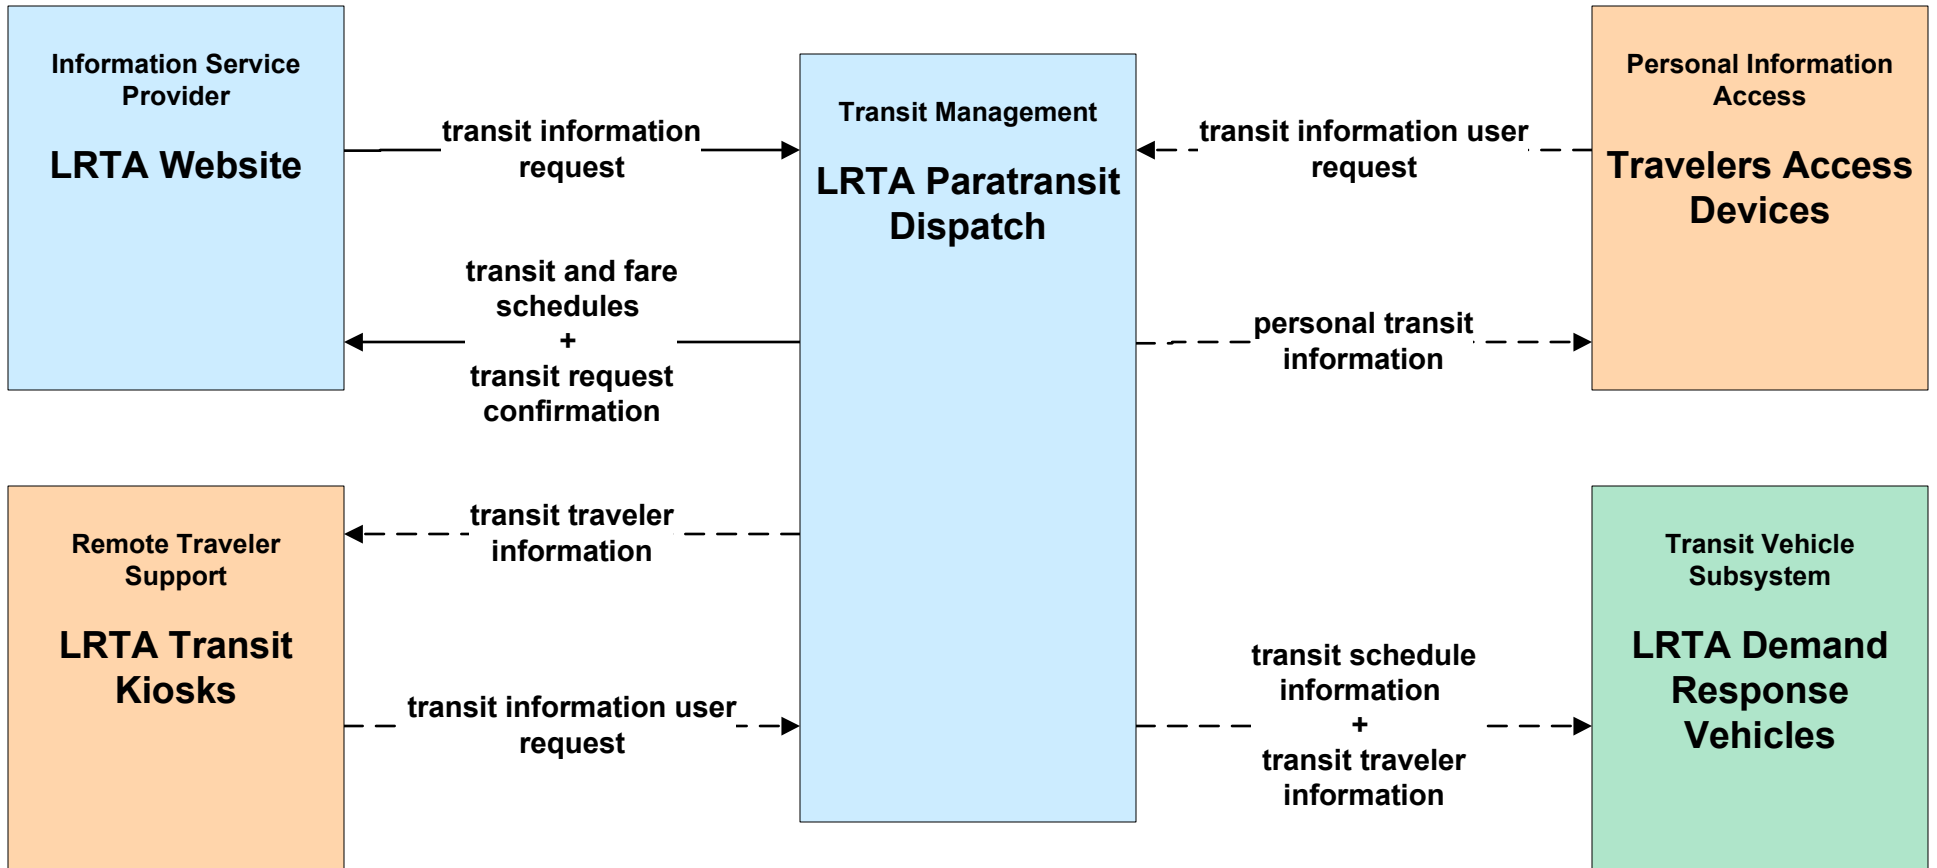 Information Service
Provider
LRTA Website
transit information
request
transit and fare
schedules
+
transit request
confirmation
Transit Management
LRTA Paratransit
Dispatch
transit information user
request
personal transit
information
Personal Information
Access
Travelers Access
Devices
Remote Traveler
Support
LRTA Transit
Kiosks
transit traveler
information
transit information user
request
transit schedule
information
+
transit traveler
information
Transit Vehicle
Subsystem
LRTA Demand
Response
Vehicles